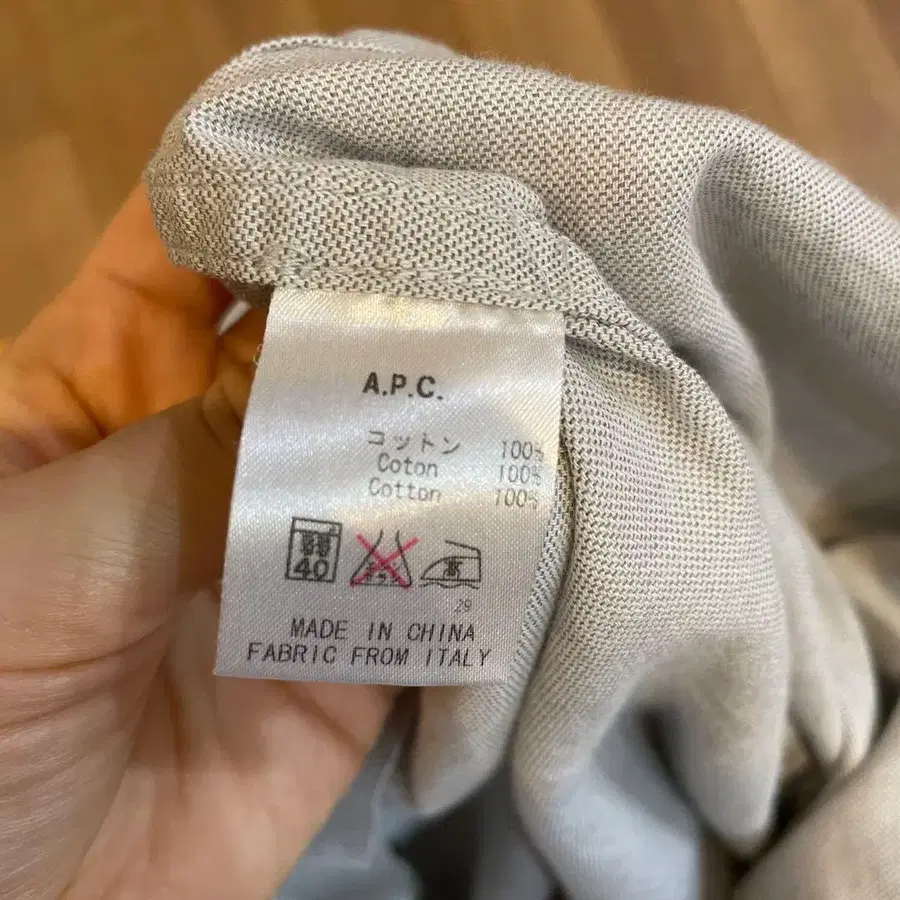 A.P.C.
コットン 100%
Coton 100%
Cotton 100%
40
29
MADE IN CHINA
FABRIC FROM ITALY